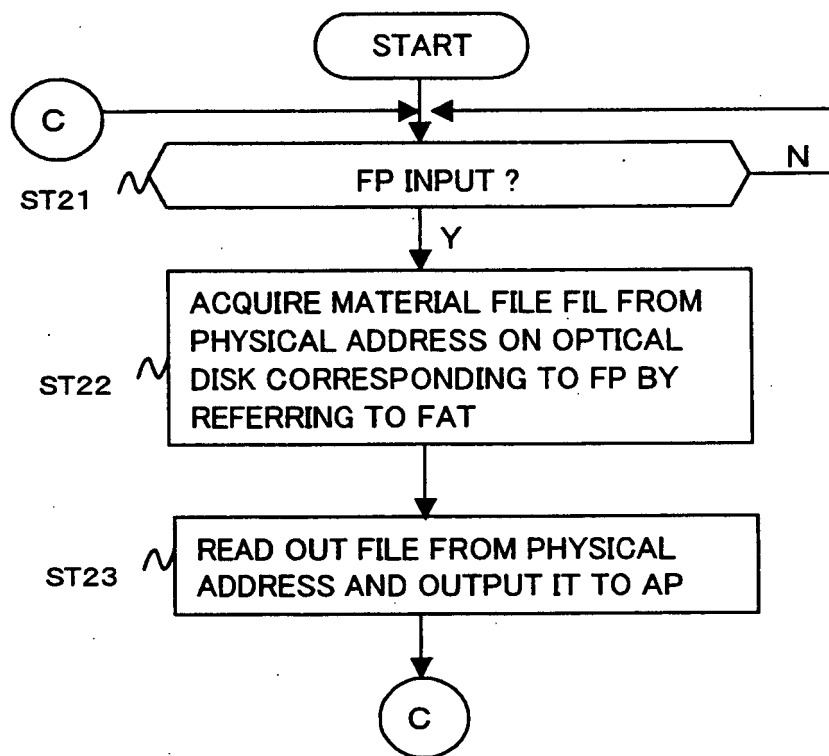 START
C
FP INPUT ?
N
ST21
Y
ACQUIRE MATERIAL FILE FIL FROM
PHYSICAL ADDRESS ON OPTICAL
DISK CORRESPONDING TO FP BY
REFERRING TO FAT
ST22
READ OUT FILE FROM PHYSICAL
ADDRESS AND OUTPUT IT TO AP
ST23
C